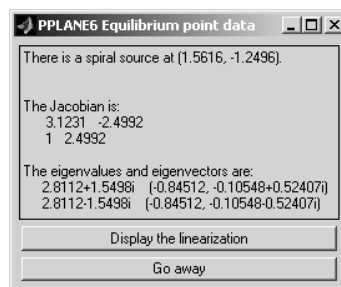 PPLANE6 Equilibrium point data
There is a spiral source at (1.5616, -1.2496).
The Jacobian is:
3.1231 -2.4992
1 2.4992
The eigenvalues and eigenvectors are:
2.8112+1.5498i (-0.84512, -0.10548+0.52407i)
2.8112-1.5498i (-0.84512, -0.10548-0.52407i)
Display the linearization
Go away